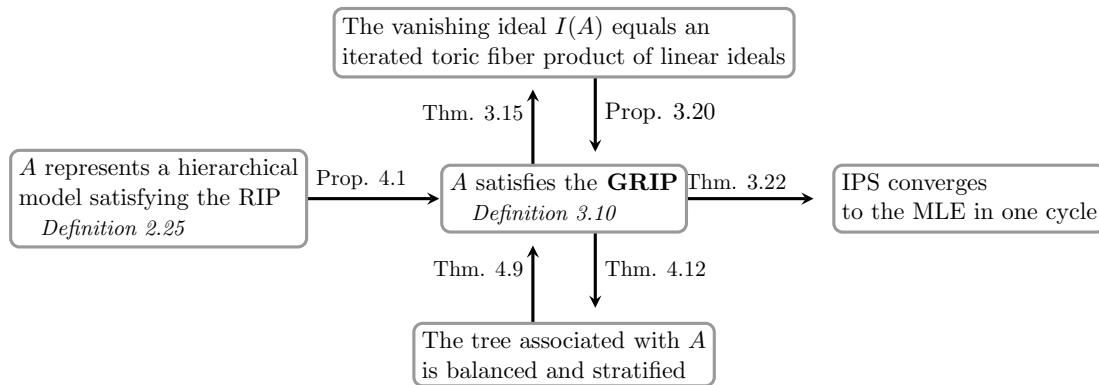 The vanishing ideal I(A) equals an
iterated toric fiber product of linear ideals
Thm. 3.15
Prop. 3.20
A represents a hierarchical
model satisfying the RIP
Definition 2.25
Prop. 4.1
A satisfies the GRIP
Definition 3.10
Thm. 3.22
IPS converges
to the MLE in one cycle
Thm. 4.9
Thm. 4.12
The tree associated with A
is balanced and stratified